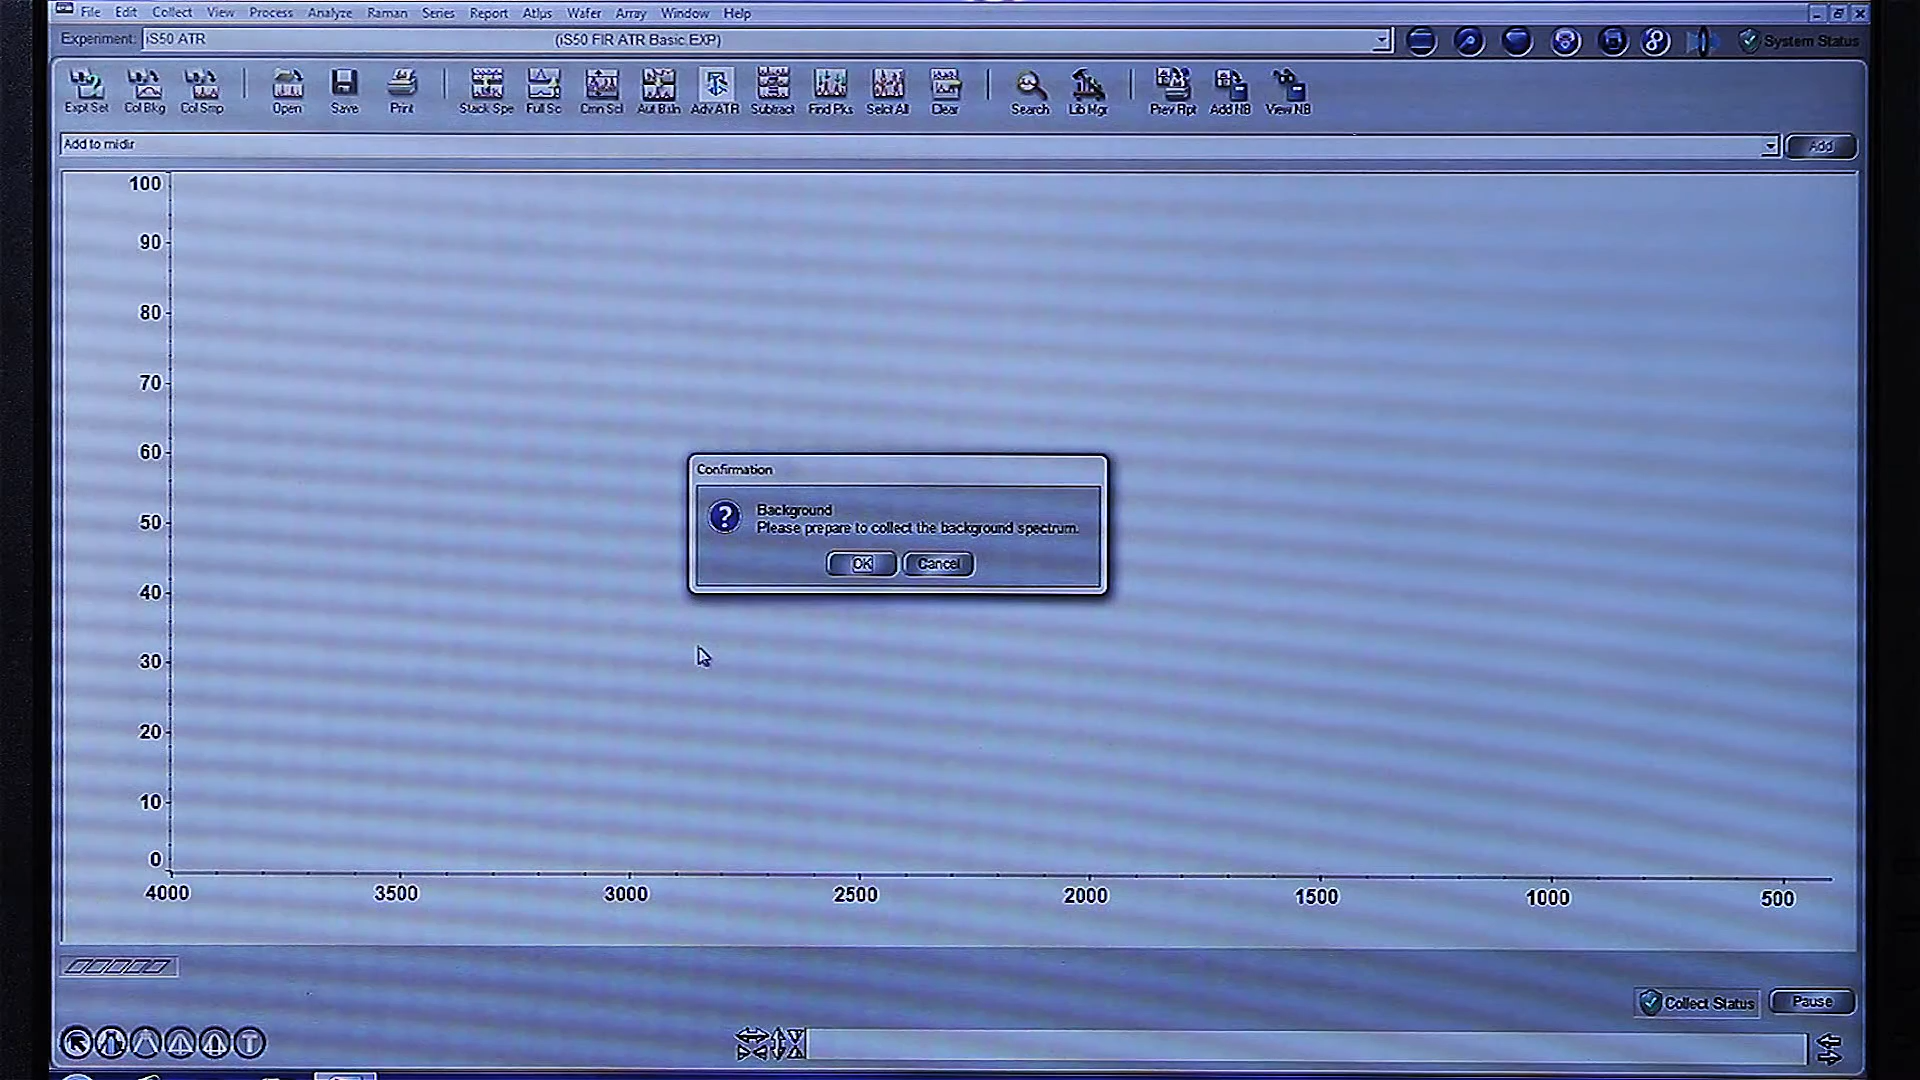 File Edit Collect View Process Analyze Raman Series Report Atlµs Wafer Array Window Help
Experiment: iS50 ATR (iS50 FIR ATR Basic.EXP) System Status
Expt Set Col Bkg Col Smp Open Save Print Stack Spe Full Sc Cmn Scl Aut Bsln Adv ATR Subtract Find Pks Selct All Clear Search Lib Mgr Prev Rpt Add NB View NB
Add to midir Add
100
90
80
70
60
Confirmation
Background
Please prepare to collect the background spectrum.
OK Cancel
50
40
30
20
10
0
4000 3500 3000 2500 2000 1500 1000 500
Collect Status Pause
T